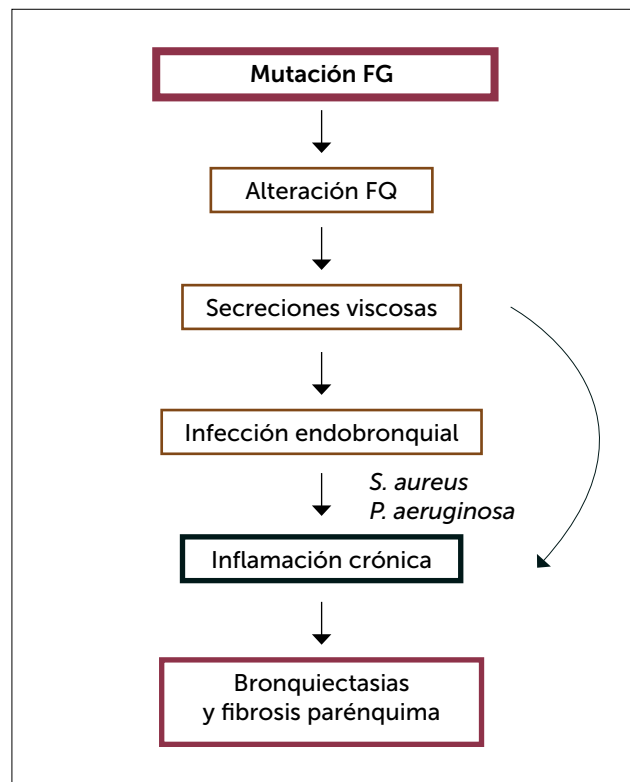 Mutación FG
Alteración FQ
Secreciones viscosas
Infección endobronquial
S. aureus
P. aeruginosa
Inflamación crónica
Bronquiectasias
y fibrosis parénquima